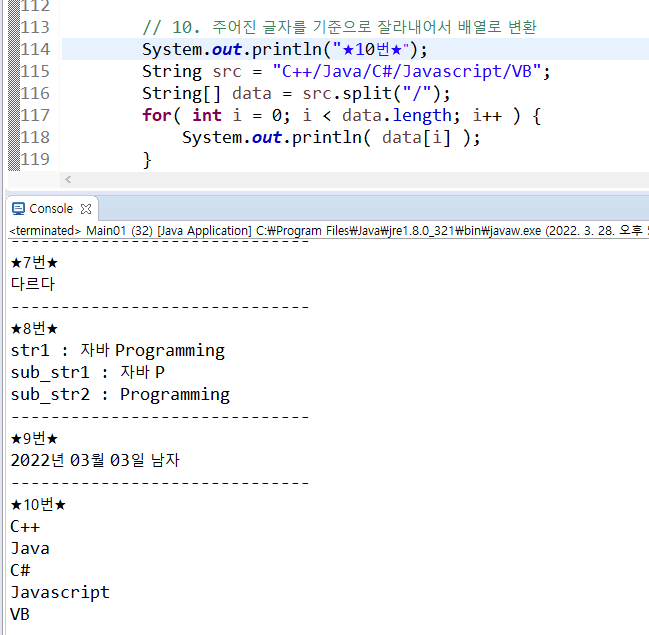 112
113 // 10. 주어진 글자를 기준으로 잘라내어서 배열로 변환
114 System.out.println("★10번★");
115 String src = "C++/Java/C#/Javascript/VB";
116 String[] data = src.split("/");
117 for( int i = 0; i < data.length; i++ ) {
118 System.out.println( data[i] );
119 }
Console
<terminated> Main01 (32) [Java Application] C:₩Program Files₩Java₩jre1.8.0_321₩bin₩javaw.exe (2022. 3. 28. 오후
------------------------------
★7번★
다르다
------------------------------
★8번★
str1 : 자바 Programming
sub_str1 : 자바 P
sub_str2 : Programming
------------------------------
★9번★
2022년 03월 03일 남자
------------------------------
★10번★
C++
Java
C#
Javascript
VB